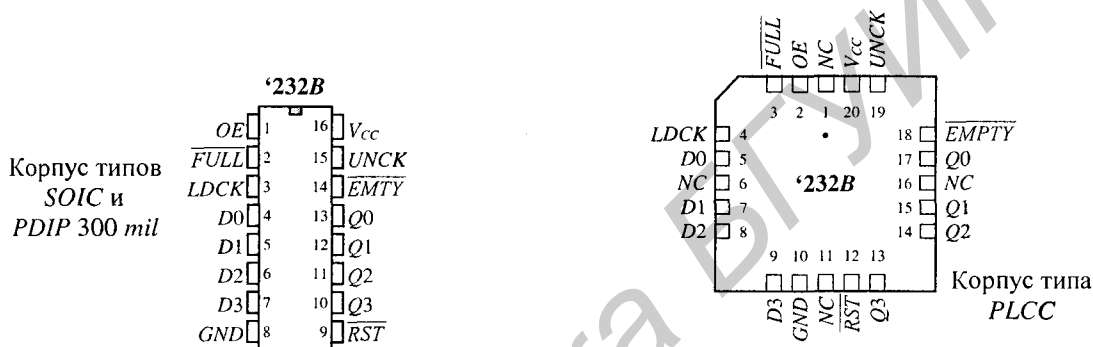 ‘232B
OE 1 16 VCC
FULL 2 15 UNCK
LDCK 3 14 EMTY
D0 4 13 Q0
D1 5 12 Q1
D2 6 11 Q2
D3 7 10 Q3
GND 8 9 RST
Корпус типов
SOIC и
PDIP 300 mil
FULL OE NC VCC UNCK
3 2 1 20 19
LDCK 4 18 EMPTY
D0 5 17 Q0
NC 6 ‘232B 16 NC
D1 7 15 Q1
D2 8 14 Q2
9 10 11 12 13
D3 GND NC RST Q3
Корпус типа
PLCC
та БГУИ